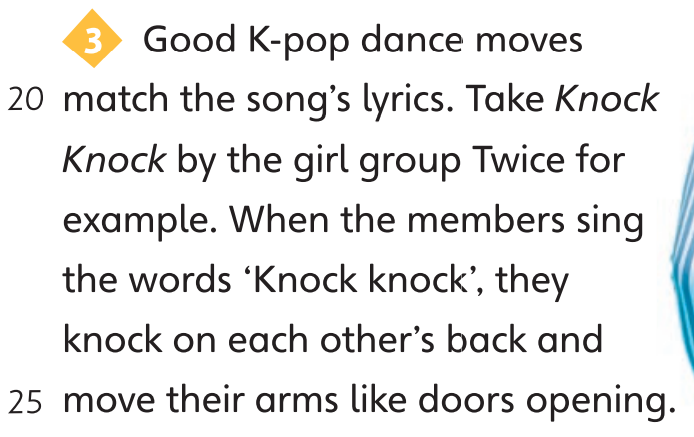 3 Good K-pop dance moves
20 match the song’s lyrics. Take Knock
Knock by the girl group Twice for
example. When the members sing
the words ‘Knock knock’, they
knock on each other’s back and
25 move their arms like doors opening.